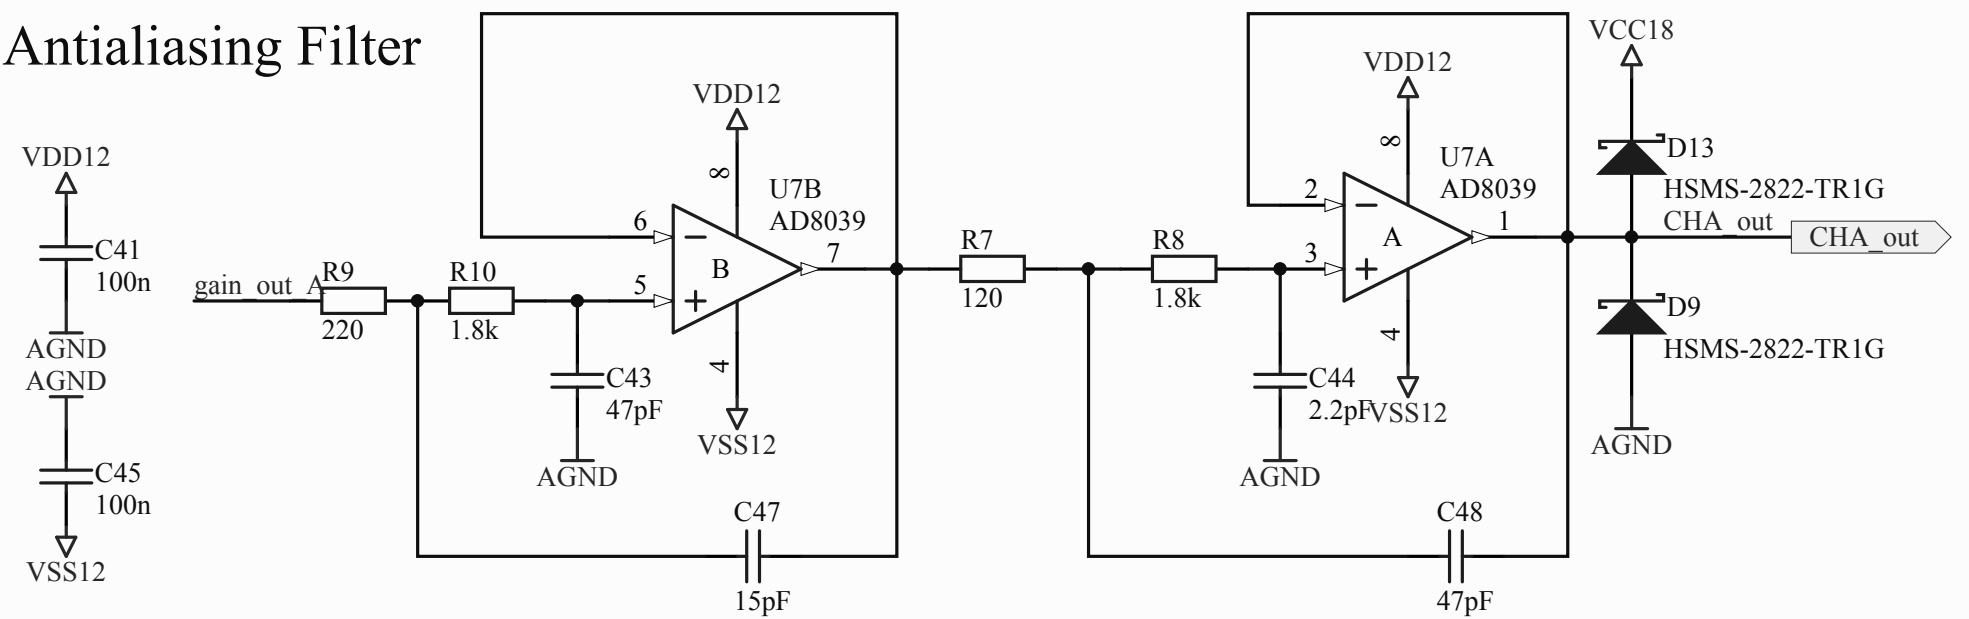 Antialiasing Filter
VDD12
C41
100n
AGND
AGND
C45
100n
VSS12
gain_out_A
R9
220
R10
1.8k
C43
47pF
AGND
VDD12
8
U7B
AD8039
6
5
B
7
4
VSS12
C47
15pF
R7
120
R8
1.8k
C44
2.2pF
AGND
VDD12
8
U7A
AD8039
2
3
A
1
4
VSS12
C48
47pF
VCC18
D13
HSMS-2822-TR1G
CHA_out
CHA_out
D9
HSMS-2822-TR1G
AGND